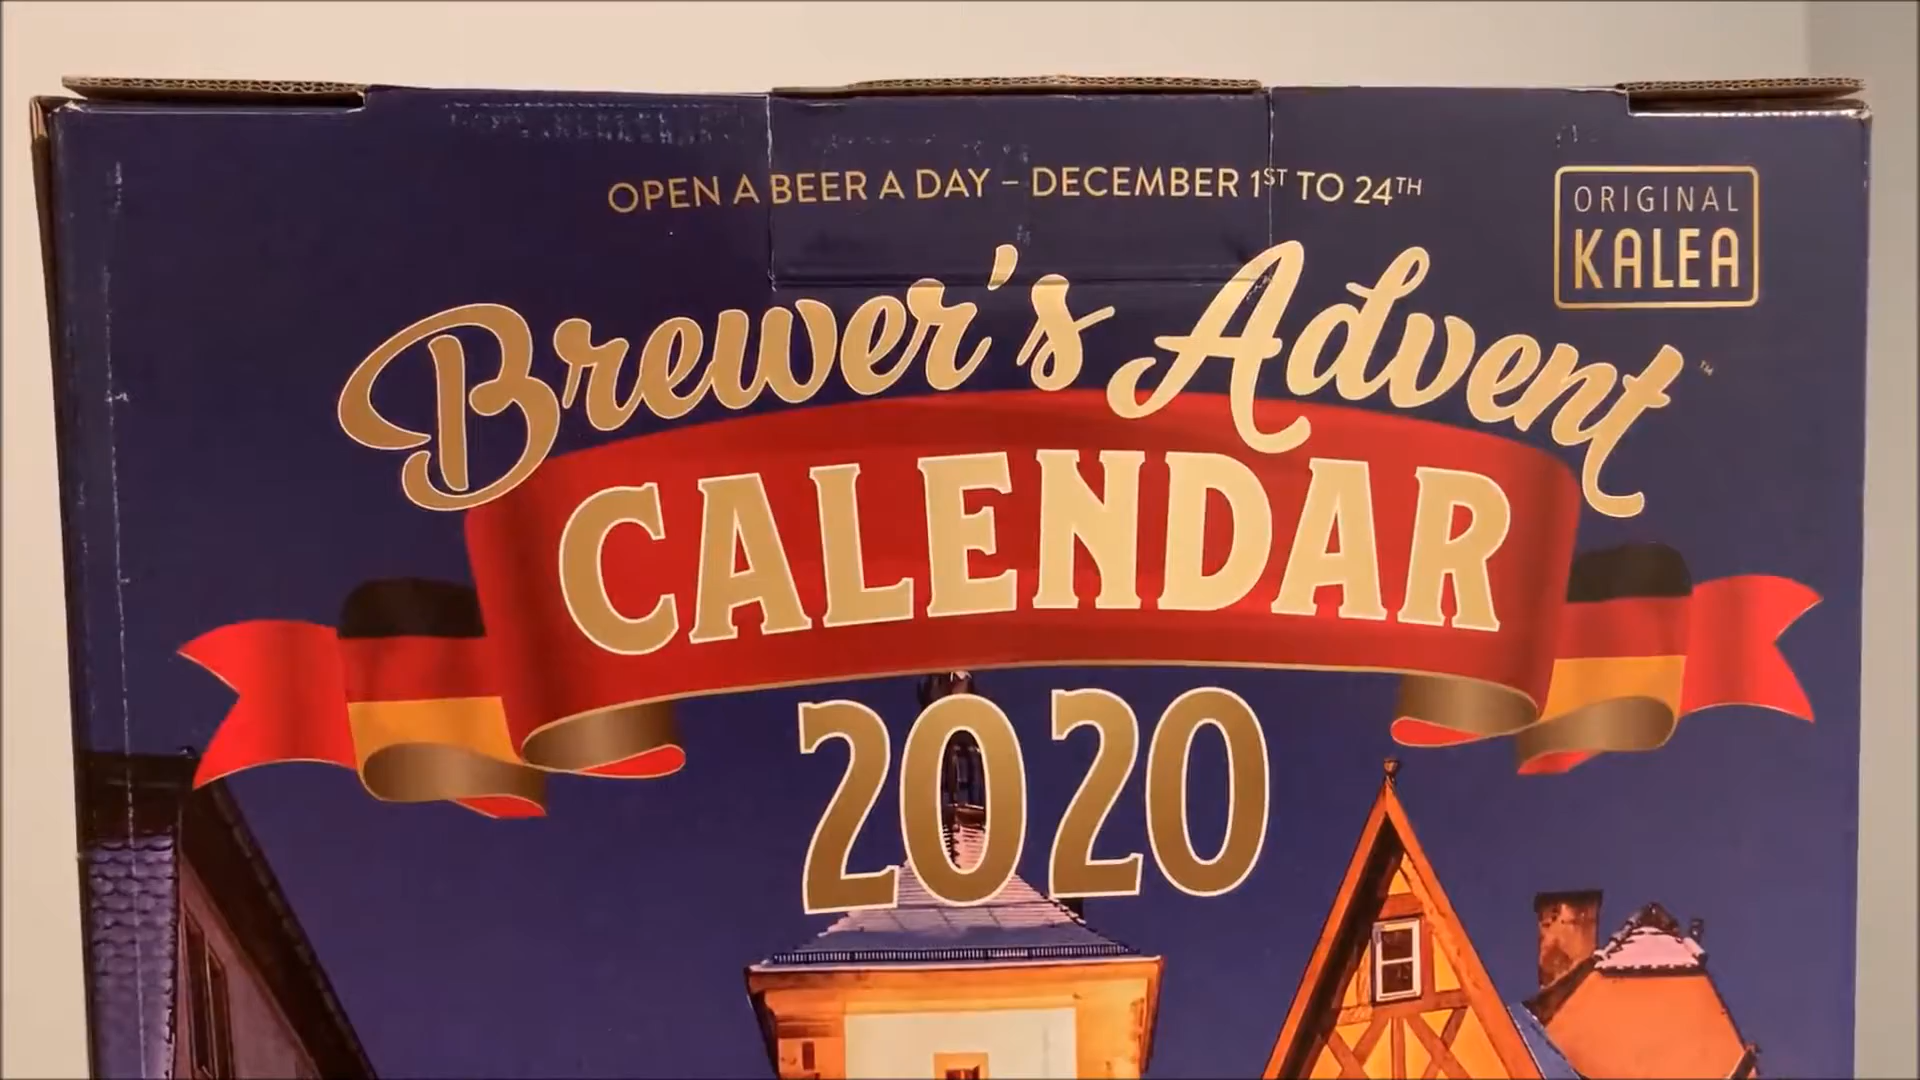 OPEN A BEER A DAY – DECEMBER 1ST TO 24TH
ORIGINAL
KALEA
Brewer's Advent™
CALENDAR
2020